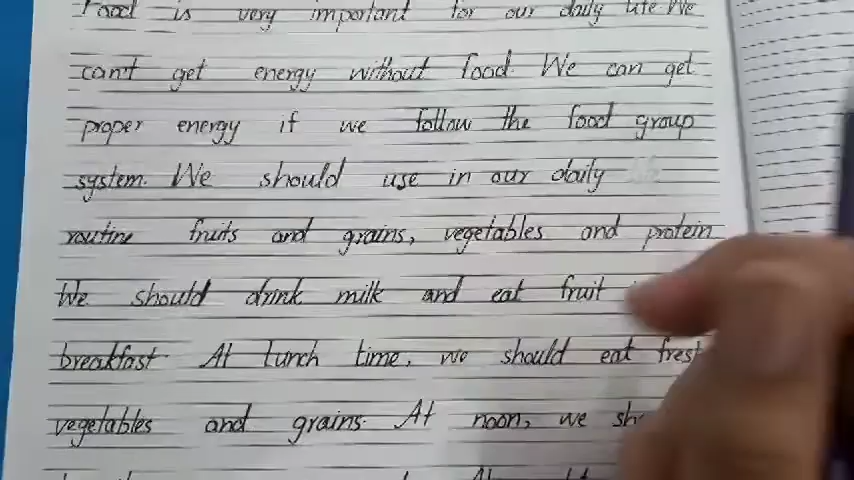 Food is very important for our daily life We
can't get energy without food. We can get
proper energy if we follow the food group
system. We should use in our daily
routine fruits and grains, vegetables and protein
We should drink milk and eat fruit
breakfast. At lunch time, we should eat fresh
vegetables and grains. At noon, we